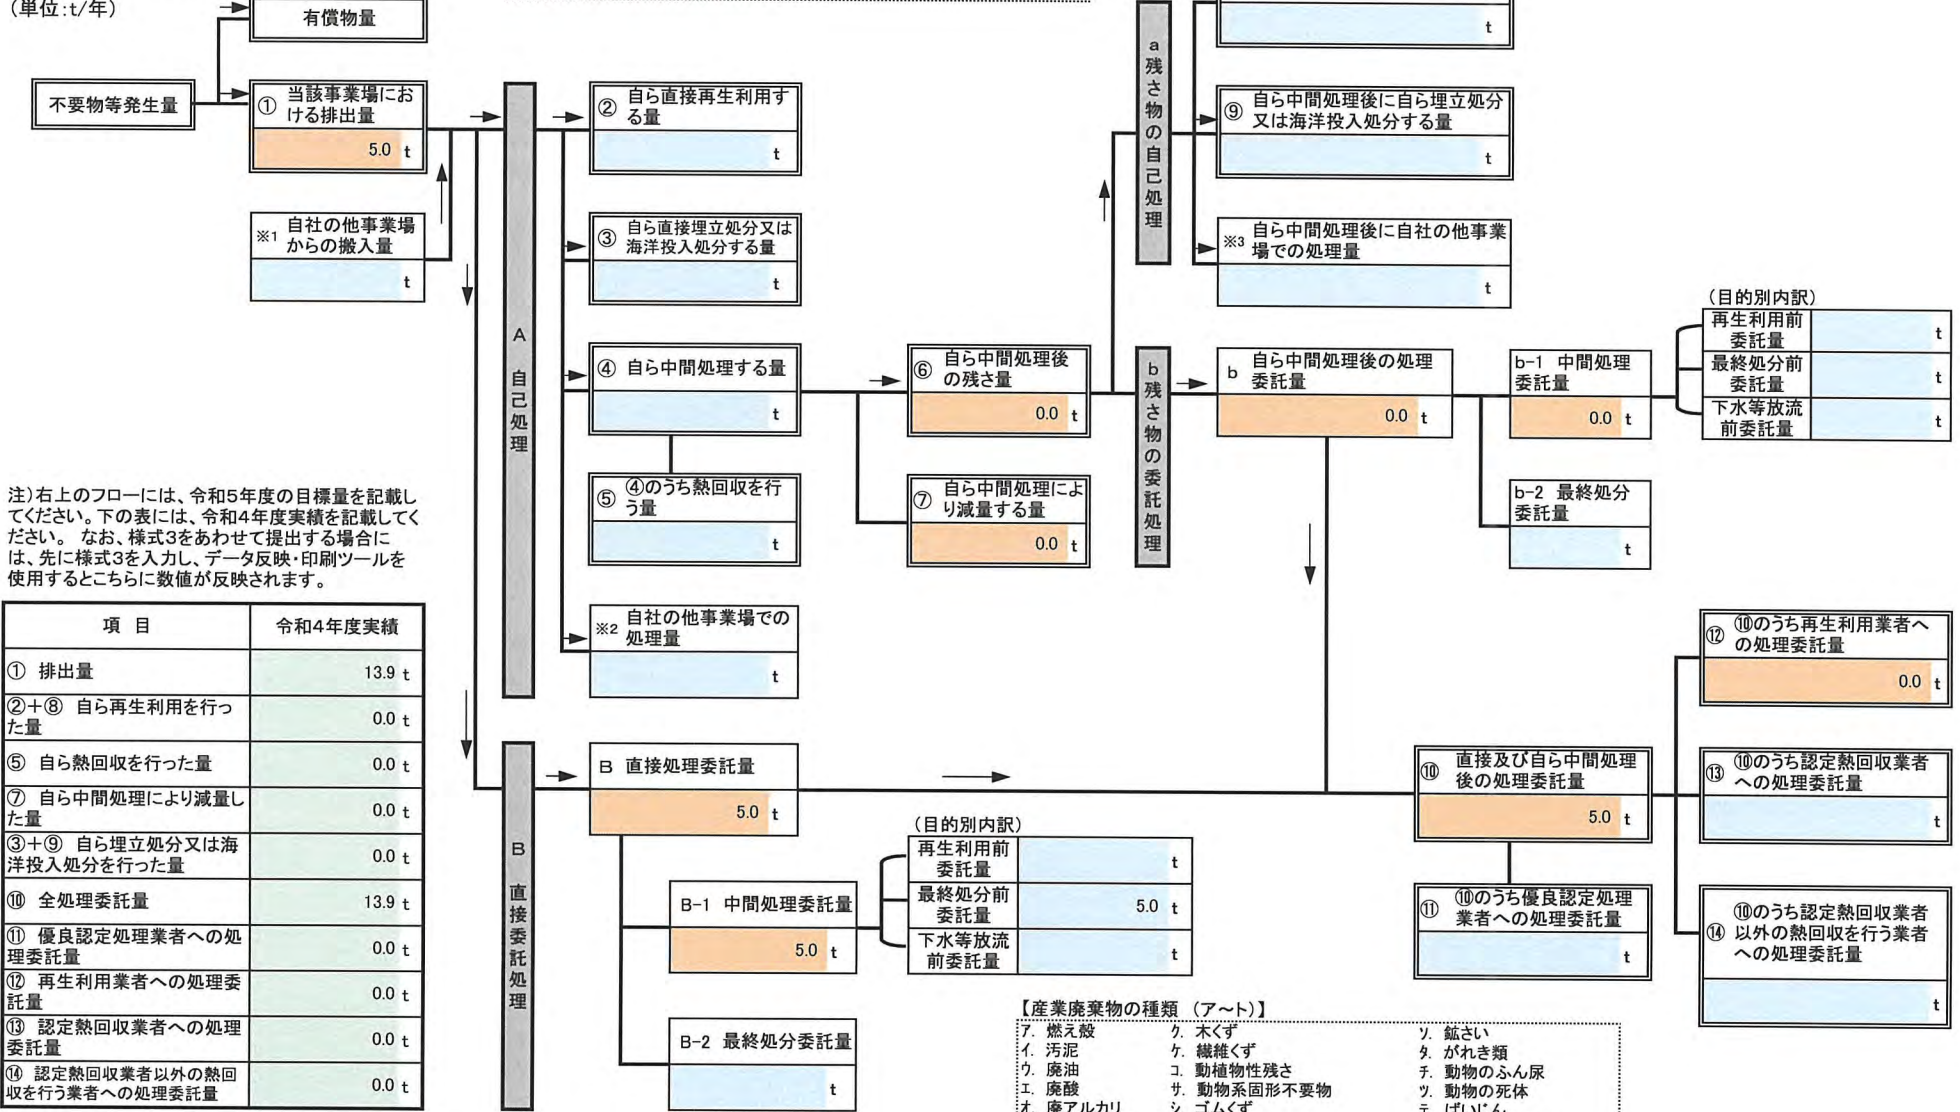 (単位:t/年)
有償物量
不要物等発生量
① 当該事業場にお
ける排出量
5.0 t
※1 自社の他事業場
からの搬入量
t
A 自己処理
② 自ら直接再生利用す
る量
t
③ 自ら直接埋立処分又は
海洋投入処分する量
t
④ 自ら中間処理する量
t
⑤ ④のうち熱回収を行
う量
t
※2 自社の他事業場での
処理量
t
⑥ 自ら中間処理後
の残さ量
0.0 t
⑦ 自ら中間処理によ
り減量する量
0.0 t
a 残さ物の自己処理
t
⑨ 自ら中間処理後に自ら埋立処分
又は海洋投入処分する量
t
※3 自ら中間処理後に自社の他事業
場での処理量
t
b 残さ物の委託処理
b 自ら中間処理後の処理
委託量
0.0 t
b-1 中間処理
委託量
0.0 t
b-2 最終処分
委託量
t
(目的別内訳)
再生利用前
委託量
t
最終処分前
委託量
t
下水等放流
前委託量
t
注)右上のフローには、令和5年度の目標量を記載し
てください。下の表には、令和4年度実績を記載してく
ださい。 なお、様式3をあわせて提出する場合に
は、先に様式3を入力し、データ反映・印刷ツールを
使用するとこちらに数値が反映されます。
項 目 令和4年度実績
① 排出量 13.9 t
②+⑧ 自ら再生利用を行っ
た量 0.0 t
⑤ 自ら熱回収を行った量 0.0 t
⑦ 自ら中間処理により減量し
た量 0.0 t
③+⑨ 自ら埋立処分又は海
洋投入処分を行った量 0.0 t
⑩ 全処理委託量 13.9 t
⑪ 優良認定処理業者への処
理委託量 0.0 t
⑫ 再生利用業者への処理委
託量 0.0 t
⑬ 認定熱回収業者への処理
委託量 0.0 t
⑭ 認定熱回収業者以外の熱回
収を行う業者への処理委託量 0.0 t
B 直接委託処理
B 直接処理委託量
5.0 t
B-1 中間処理委託量
5.0 t
B-2 最終処分委託量
t
(目的別内訳)
再生利用前
委託量
t
最終処分前
委託量
5.0 t
下水等放流
前委託量
t
⑩ 直接及び自ら中間処理
後の処理委託量
5.0 t
⑪ ⑩のうち優良認定処理
業者への処理委託量
t
⑫ ⑩のうち再生利用業者へ
の処理委託量
0.0 t
⑬ ⑩のうち認定熱回収業者
への処理委託量
t
⑭ ⑩のうち認定熱回収業者
以外の熱回収を行う業者
への処理委託量
t
【産業廃棄物の種類 (ア～ト)】
ア. 燃え殻 ク. 木くず ソ. 鉱さい
イ. 汚泥 ケ. 繊維くず タ. がれき類
ウ. 廃油 コ. 動植物性残さ チ. 動物のふん尿
エ. 廃酸 サ. 動物系固形不要物 ツ. 動物の死体
オ. 廃アルカリ シ. ゴムくず テ. ばいじん